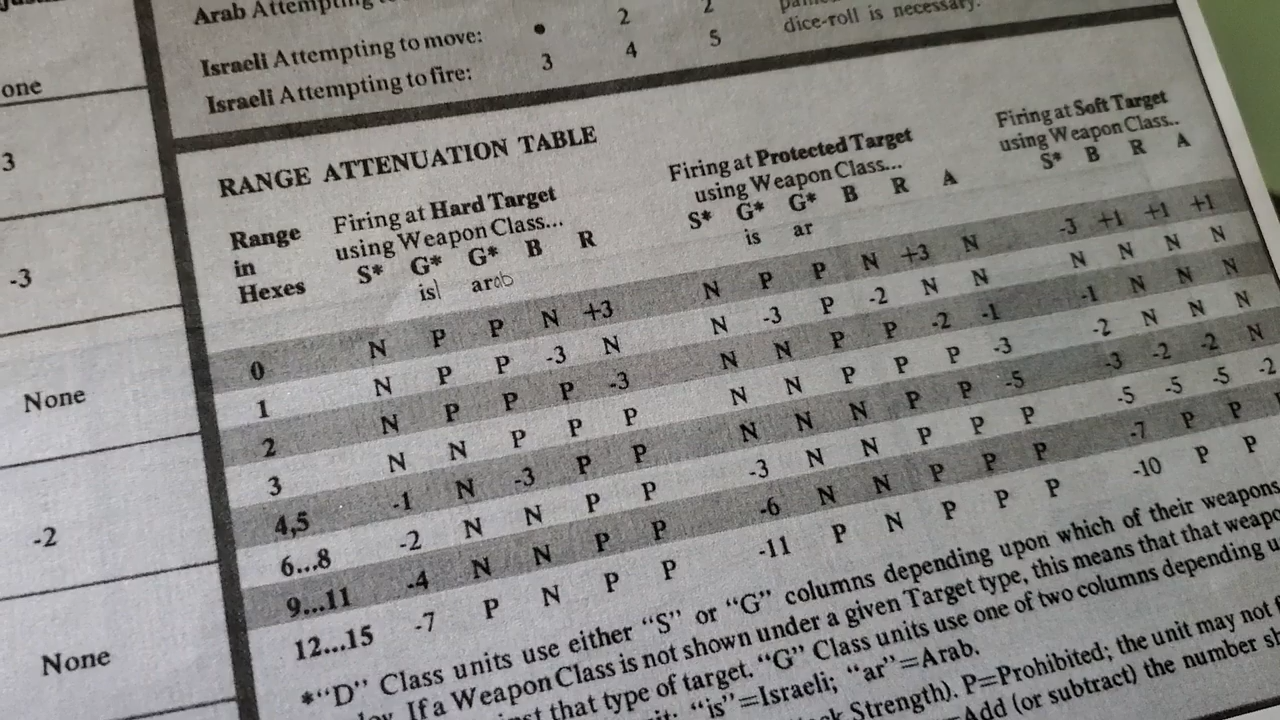 one
3
-3
None
-2
None
Arab Attempting to
2 2
Israeli Attempting to move: • 
Israeli Attempting to fire: 3 4 5
dice-roll is necessary.
RANGE ATTENUATION TABLE
Range
in
Hexes
Firing at Hard Target
using Weapon Class...
S* G* G* B R
isl arab
Firing at Protected Target
using Weapon Class...
S* G* G* B R A
is ar
Firing at Soft Target
using Weapon Class..
S* B R A
0 N P P N +3 N P P N +3 N -3 +1 +1 +1
1 N P P -3 N N -3 P -2 N N N N N N
2 N P P P -3 N N P P -2 -1 -1 N N N
3 N N P P P N N P P P -3 -2 N N N
4,5 -1 N -3 P P N N N P P -5 -3 -2 -2 N
6...8 -2 N N P P -3 N N P P P -5 -5 -5 -2
9...11 -4 N N P P -6 N N P P P -7 P P
12...15 -7 P N P P -11 P N P P P -10 P P
*“D” Class units use either “S” or “G” columns depending upon which of their weapons
If a Weapon Class is not shown under a given Target type, this means that that weapo
that type of target. “G” Class units use one of two columns depending u
“is”=Israeli; “ar”=Arab.
Strength). P=Prohibited; the unit may not
Add (or subtract) the number